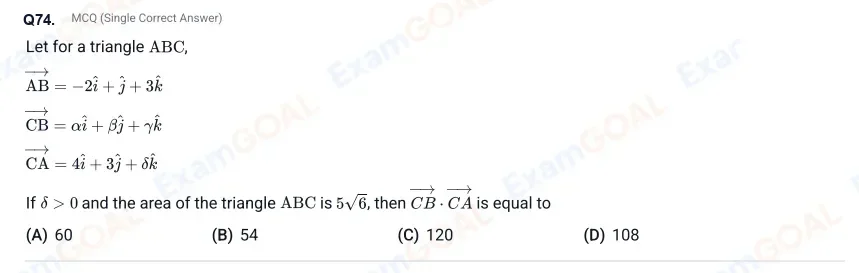 Q74. MCQ (Single Correct Answer)
Let for a triangle ABC,
$\overrightarrow{AB} = -2\hat{i} + \hat{j} + 3\hat{k}$
$\overrightarrow{CB} = \alpha\hat{i} + \beta\hat{j} + \gamma\hat{k}$
$\overrightarrow{CA} = 4\hat{i} + 3\hat{j} + \delta\hat{k}$
If $\delta > 0$ and the area of the triangle ABC is $5\sqrt{6}$, then $\overrightarrow{CB} \cdot \overrightarrow{CA}$ is equal to
(A) 60 (B) 54 (C) 120 (D) 108